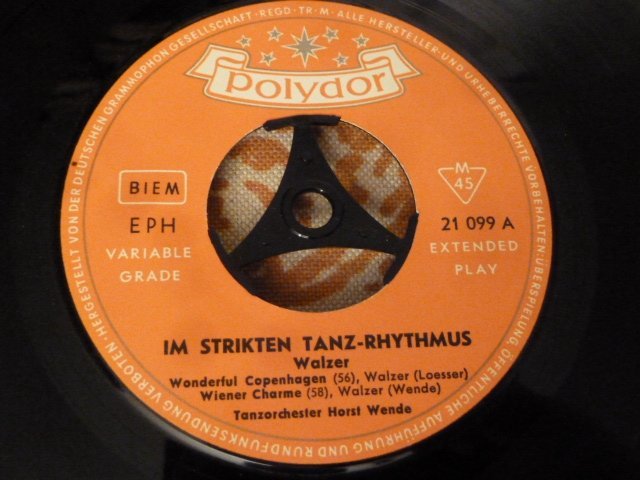 polydor
HERGESTELLT VON DER DEUTSCHEN GRAMMOPHON GESELLSCHAFT · REGD·TR·M·ALLE HERSTELLER-UND URHEBERRECHTE VORBEHALTEN·ÜBERSPIELUNG, ÖFFENTLICHE AUFFÜHRUNG UND RUNDFUNKSENDUNG VERBOTEN·
BIEM
EPH
VARIABLE
GRADE
M
45
21 099 A
EXTENDED
PLAY
IM STRIKTEN TANZ-RHYTHMUS
Walzer
Wonderful Copenhagen (56), Walzer (Loesser)
Wiener Charme (58), Walzer (Wende)
Tanzorchester Horst Wende